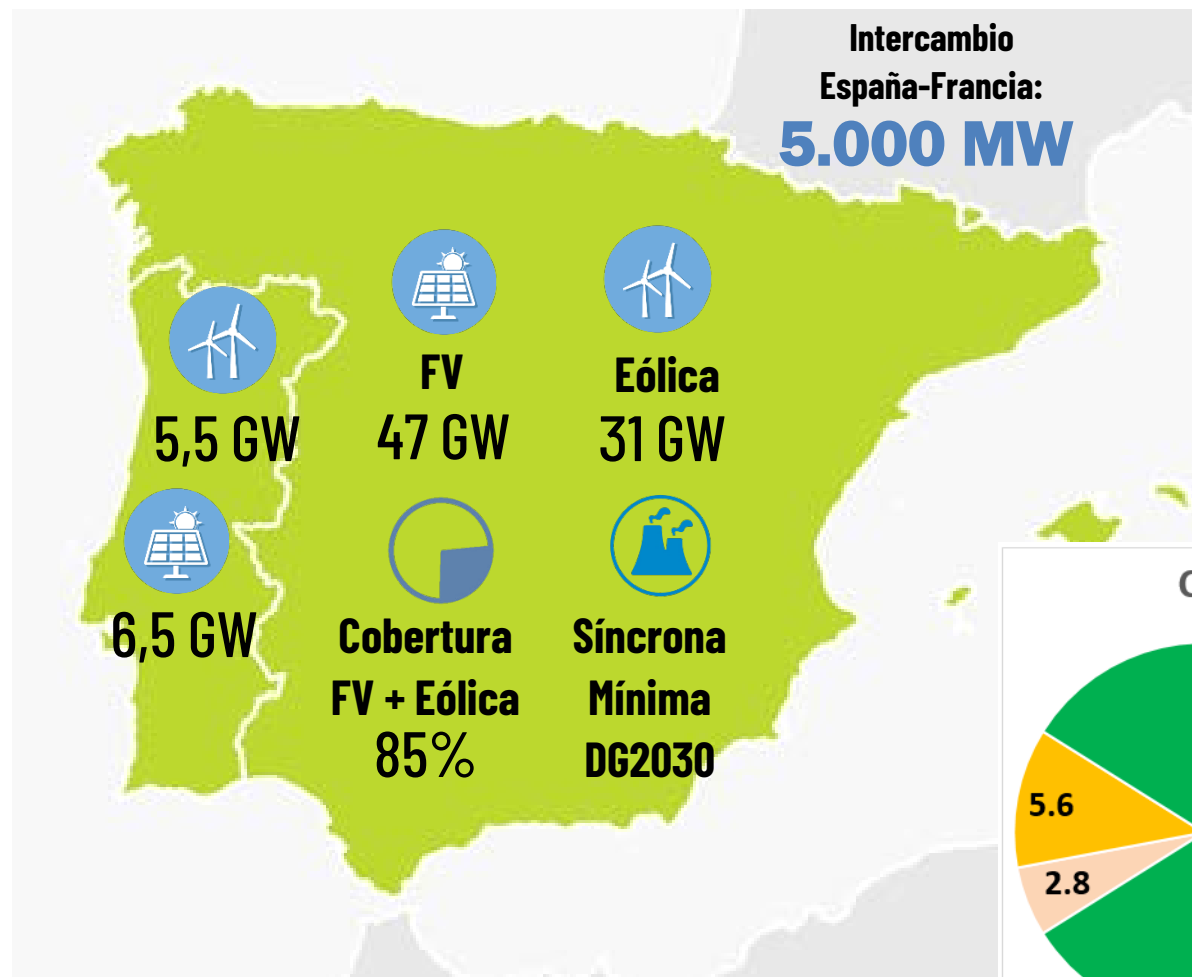 Intercambio
España-Francia:
5.000 MW
FV
47 GW
Eólica
31 GW
5,5 GW
6,5 GW
Cobertura
FV + Eólica
85%
Síncrona
Mínima
DG2030
5.6
2.8